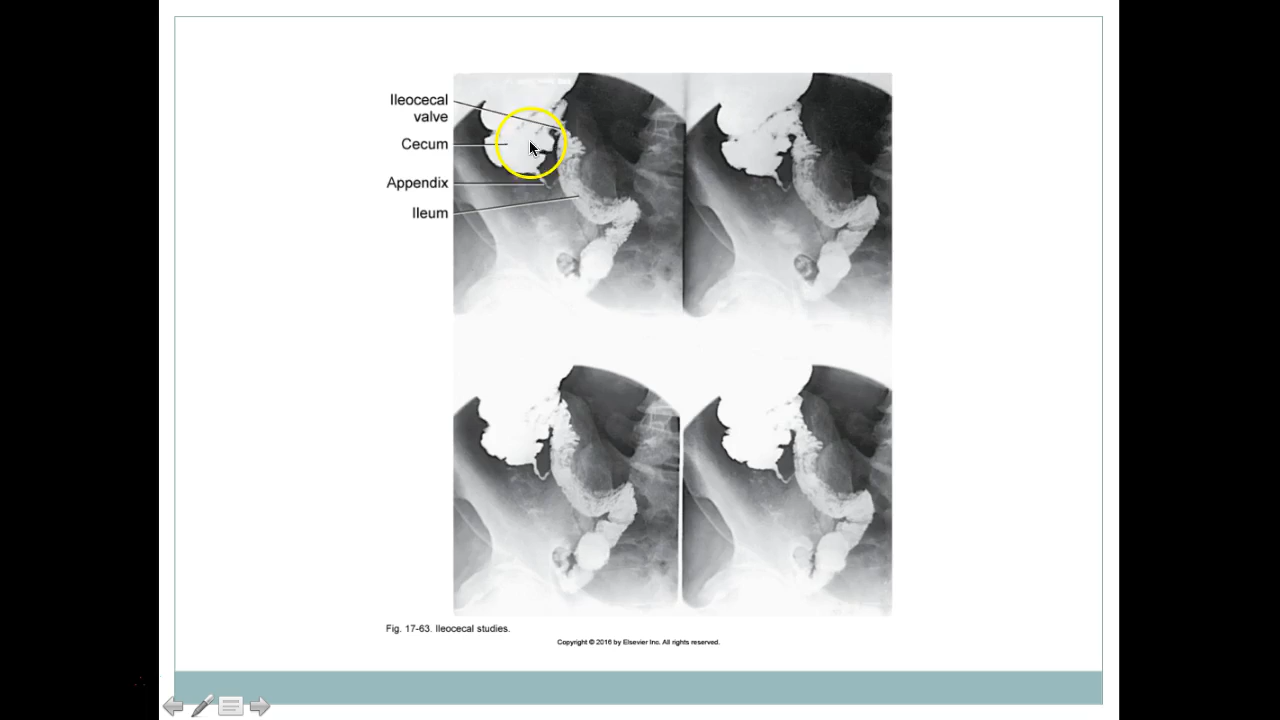 Ileocecal
valve
Cecum
Appendix
Ileum
Fig. 17-63. Ileocecal studies.
Copyright © 2016 by Elsevier Inc. All rights reserved.